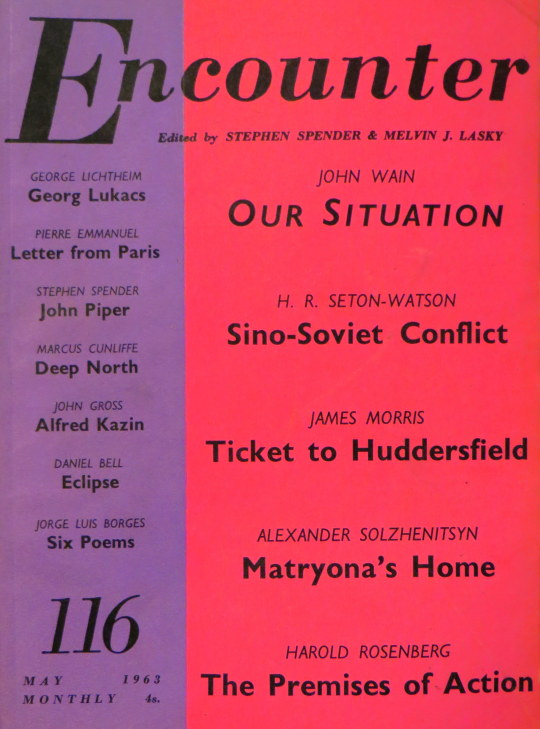 Encounter
Edited by STEPHEN SPENDER & MELVIN J. LASKY
GEORGE LICHTHEIM
Georg Lukacs
PIERRE EMMANUEL
Letter from Paris
STEPHEN SPENDER
John Piper
MARCUS CUNLIFFE
Deep North
JOHN GROSS
Alfred Kazin
DANIEL BELL
Eclipse
JORGE LUIS BORGES
Six Poems
116
MAY 1963
MONTHLY 4s.
JOHN WAIN
OUR SITUATION
H. R. SETON-WATSON
Sino-Soviet Conflict
JAMES MORRIS
Ticket to Huddersfield
ALEXANDER SOLZHENITSYN
Matryona's Home
HAROLD ROSENBERG
The Premises of Action